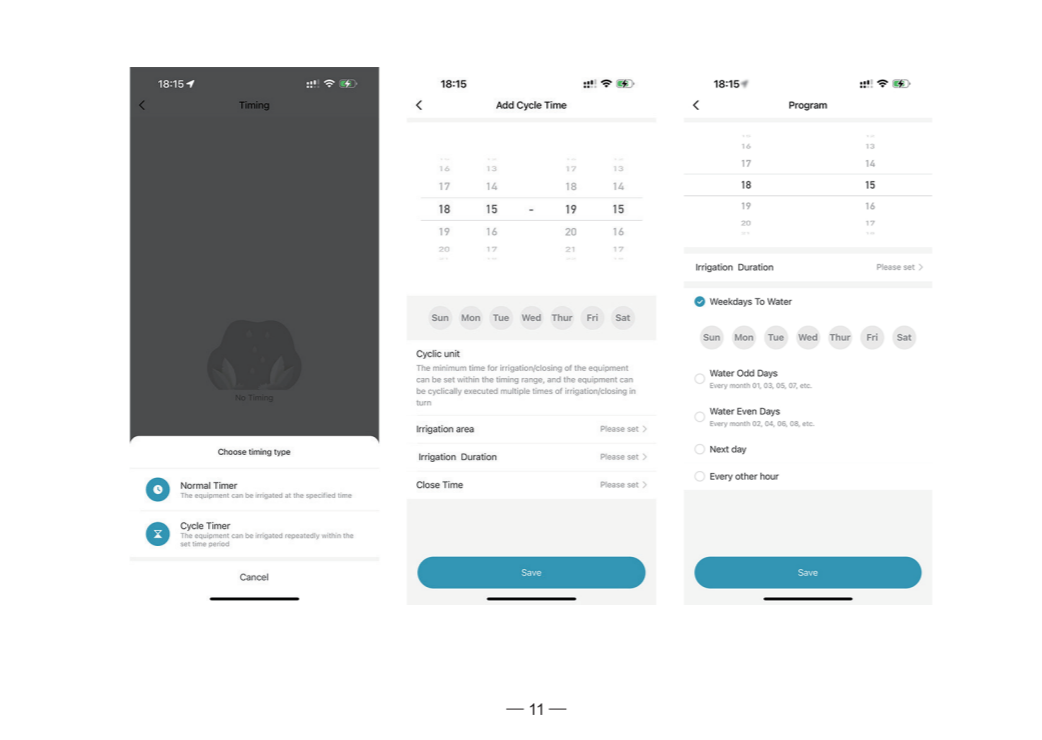 18:15
Timing
No Timing
Choose timing type
Normal Timer
The equipment can be irrigated at the specified time
Cycle Timer
The equipment can be irrigated repeatedly within the
set time period
Cancel
18:15
Add Cycle Time
16 13 17 13
17 14 18 14
18 15 - 19 15
19 16 20 16
20 17 21 17
Sun Mon Tue Wed Thur Fri Sat
Cyclic unit
The minimum time for irrigation/closing of the equipment
can be set within the timing range, and the equipment can
be cyclically executed multiple times of irrigation/closing in
turn
Irrigation area Please set >
Irrigation Duration Please set >
Close Time Please set >
Save
18:15
Program
16 13
17 14
18 15
19 16
20 17
Irrigation Duration Please set >
Weekdays To Water
Sun Mon Tue Wed Thur Fri Sat
Water Odd Days
Every month 01, 03, 05, 07, etc.
Water Even Days
Every month 02, 04, 06, 08, etc.
Next day
Every other hour
Save
— 11 —